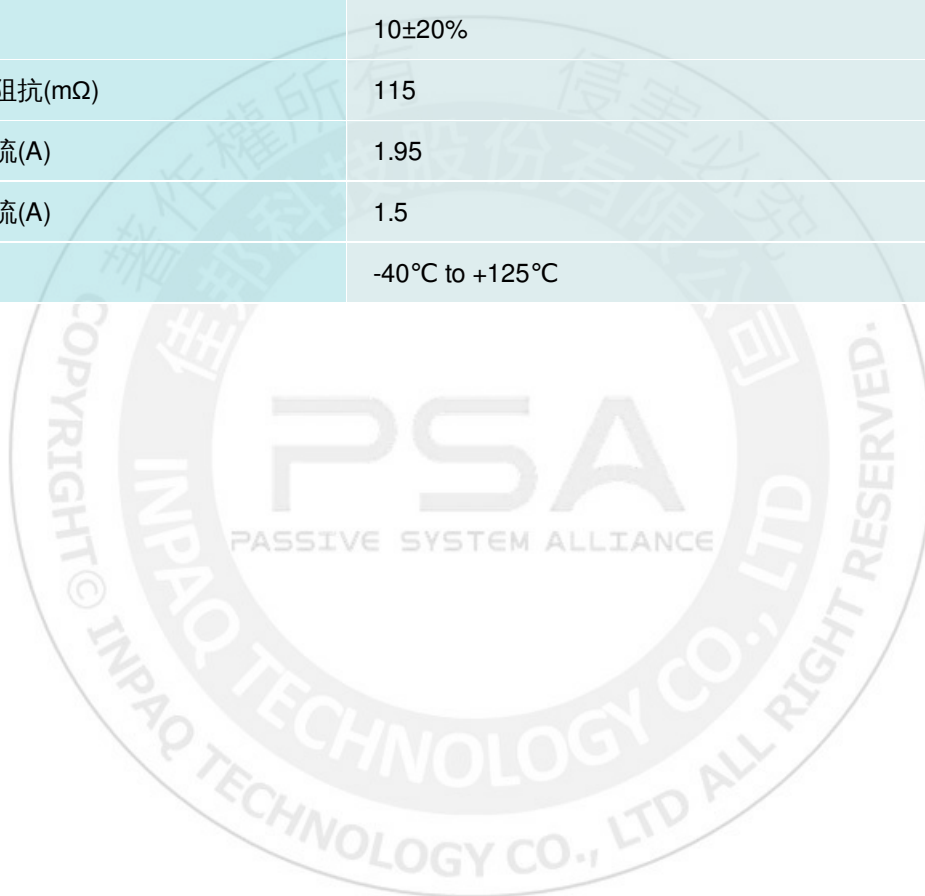 10±20%
阻抗(mΩ) 115
流(A) 1.95
流(A) 1.5
-40℃ to +125℃
著作權所有 侵害必究
佳邦科技股份有限公司
PSA
PASSIVE SYSTEM ALLIANCE
INPAQ TECHNOLOGY CO., LTD
COPYRIGHT© INPAQ TECHNOLOGY CO., LTD ALL RIGHT RESERVED.